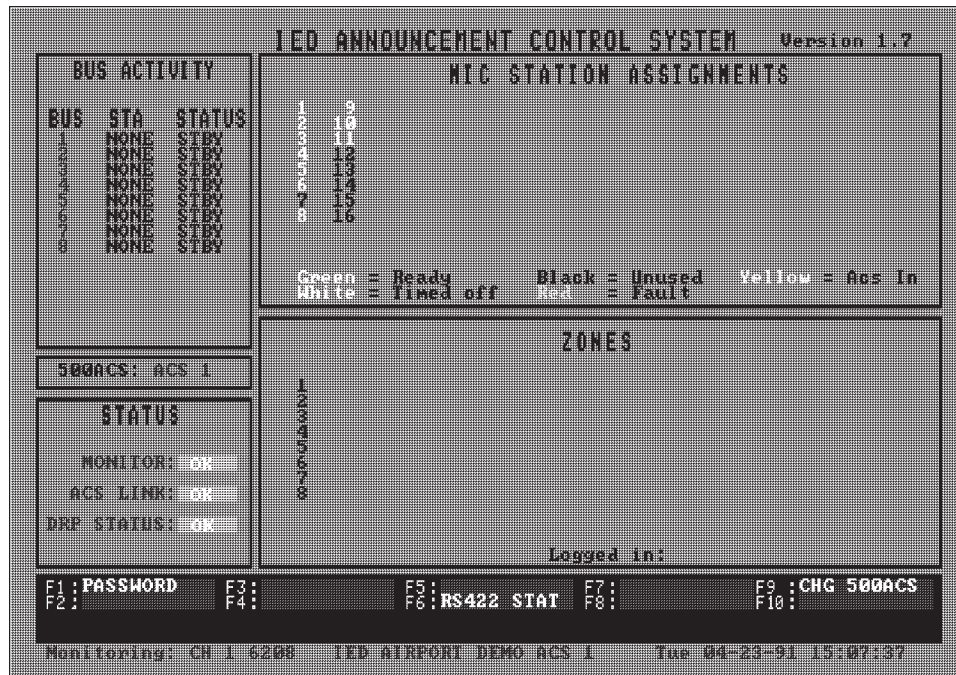 IED ANNOUNCEMENT CONTROL SYSTEM Version 1.7
BUS ACTIVITY
BUS STA STATUS
1 NONE STBY
2 NONE STBY
3 NONE STBY
4 NONE STBY
5 NONE STBY
6 NONE STBY
7 NONE STBY
8 NONE STBY
500ACS: ACS 1
STATUS
MONITOR: OK
ACS LINK: OK
DRP STATUS: OK
MIC STATION ASSIGNMENTS
1 9
2 10
3 11
4 12
5 13
6 14
7 15
8 16
Green = Ready Black = Unused Yellow = Acs In
White = Timed off Red = Fault
ZONES
1
2
3
4
5
6
7
8
Logged in:
F1: PASSWORD F3: F5: F7: F9: CHG 500ACS
F2: F4: F6: RS422 STAT F8: F10:
Monitoring: CH 1 6208 IED AIRPORT DEMO ACS 1 Tue 04-23-91 15:07:37